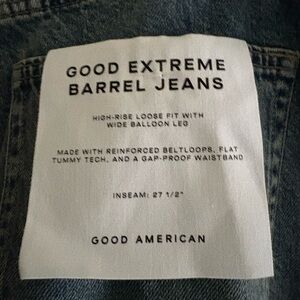 GOOD EXTREME
BARREL JEANS
HIGH-RISE LOOSE FIT WITH
WIDE BALLOON LEG
MADE WITH REINFORCED BELTLOOPS, FLAT
TUMMY TECH, AND A GAP-PROOF WAISTBAND
INSEAM: 27 1/2"
GOOD AMERICAN